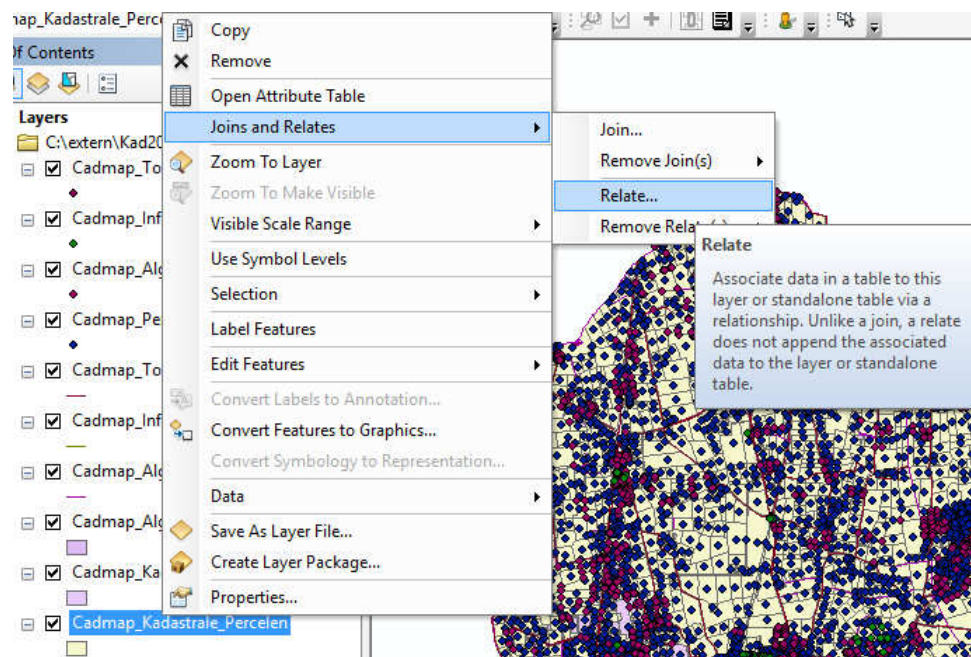 map_Kadastrale_Perce
Of Contents
Layers
C:\extern\Kad20
Cadmap_To
Cadmap_Inf
Cadmap_Alg
Cadmap_Pe
Cadmap_To
Cadmap_Inf
Cadmap_Alg
Cadmap_Alg
Cadmap_Ka
Cadmap_Kadastrale_Percelen
Copy
Remove
Open Attribute Table
Joins and Relates
Zoom To Layer
Zoom To Make Visible
Visible Scale Range
Use Symbol Levels
Selection
Label Features
Edit Features
Convert Labels to Annotation...
Convert Features to Graphics...
Convert Symbology to Representation...
Data
Save As Layer File...
Create Layer Package...
Properties...
Join...
Remove Join(s)
Relate...
Remove Relate(s)
Relate
Associate data in a table to this
layer or standalone table via a
relationship. Unlike a join, a relate
does not append the associated
data to the layer or standalone
table.